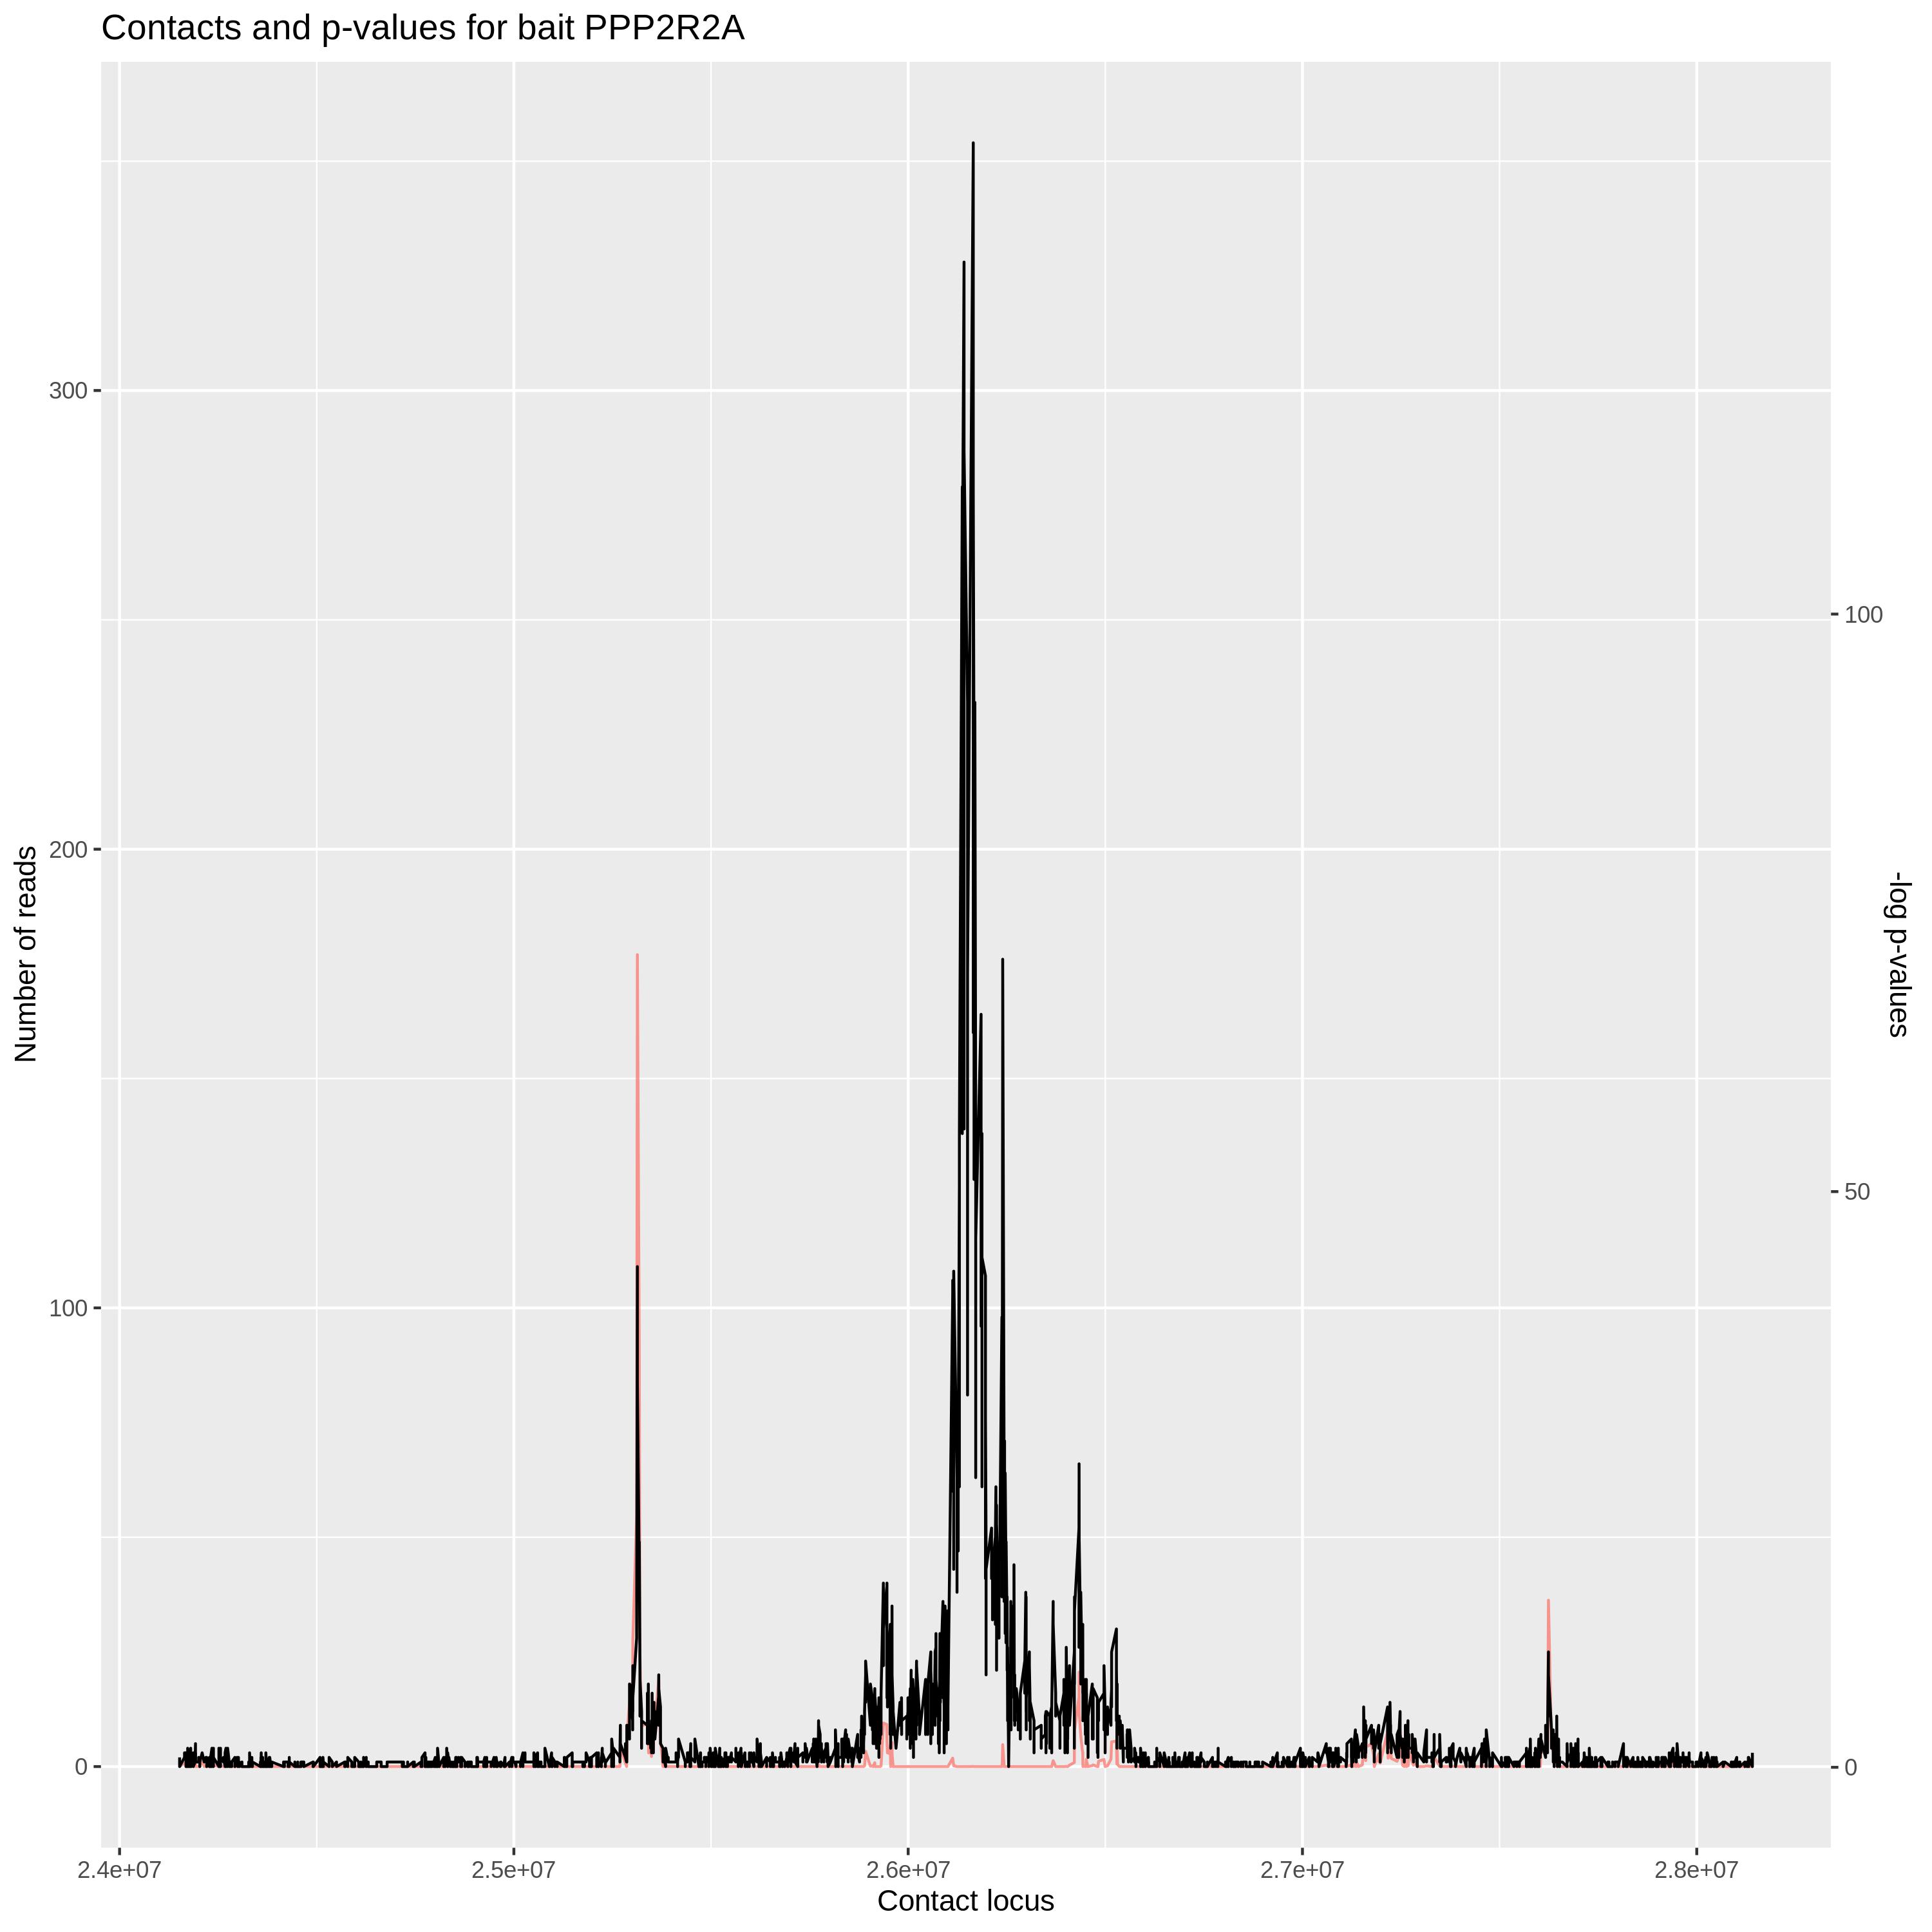 Contacts and p-values for bait PPP2R2A
Number of reads
300
200
100
0
100
50
0
-log p-values
2.4e+07 2.5e+07 2.6e+07 2.7e+07 2.8e+07
Contact locus